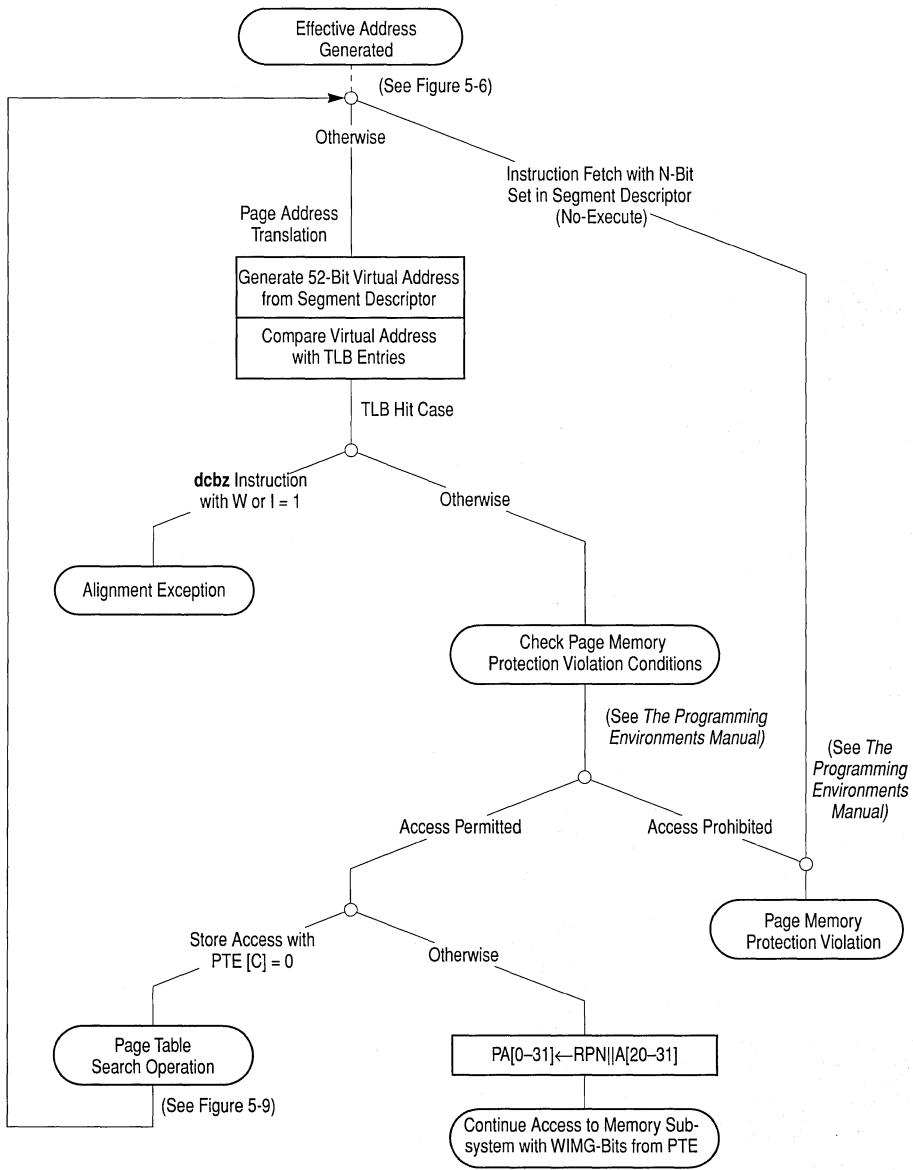 Effective Address
Generated
(See Figure 5-6)
Otherwise
Instruction Fetch with N-Bit
Set in Segment Descriptor
(No-Execute)
Page Address
Translation
Generate 52-Bit Virtual Address
from Segment Descriptor
Compare Virtual Address
with TLB Entries
TLB Hit Case
dcbz Instruction
with W or I = 1
Otherwise
Alignment Exception
Check Page Memory
Protection Violation Conditions
(See The Programming
Environments Manual)
(See The
Programming
Environments
Manual)
Access Permitted
Access Prohibited
Page Memory
Protection Violation
Store Access with
PTE [C] = 0
Otherwise
Page Table
Search Operation
PA[0–31]←RPN||A[20–31]
(See Figure 5-9)
Continue Access to Memory Sub-
system with WIMG-Bits from PTE